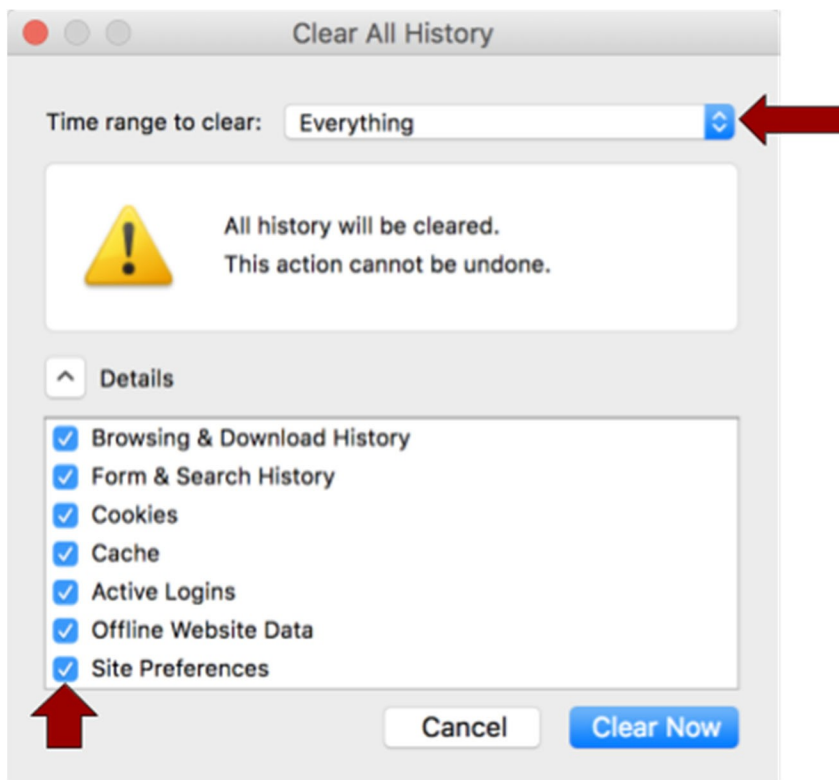 Clear All History
Time range to clear: Everything
All history will be cleared.
This action cannot be undone.
Details
Browsing & Download History
Form & Search History
Cookies
Cache
Active Logins
Offline Website Data
Site Preferences
Cancel Clear Now